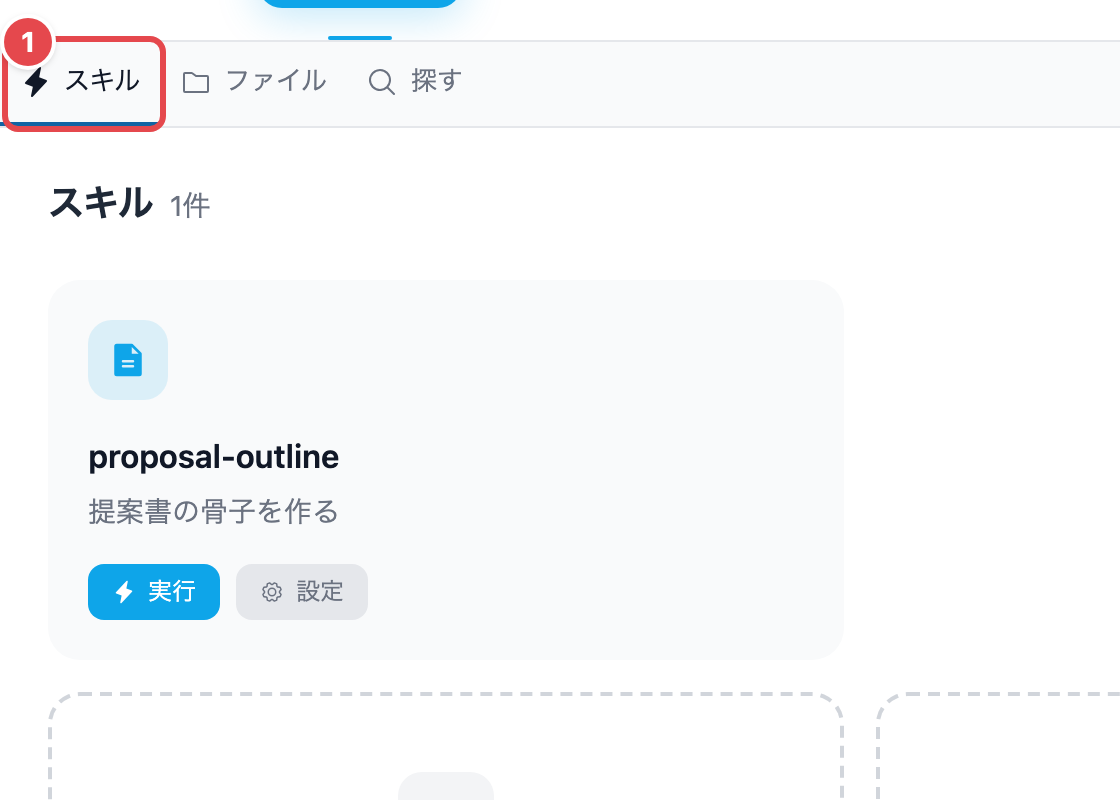 1
スキル ファイル 探す
スキル 1件
proposal-outline
提案書の骨子を作る
実行 設定